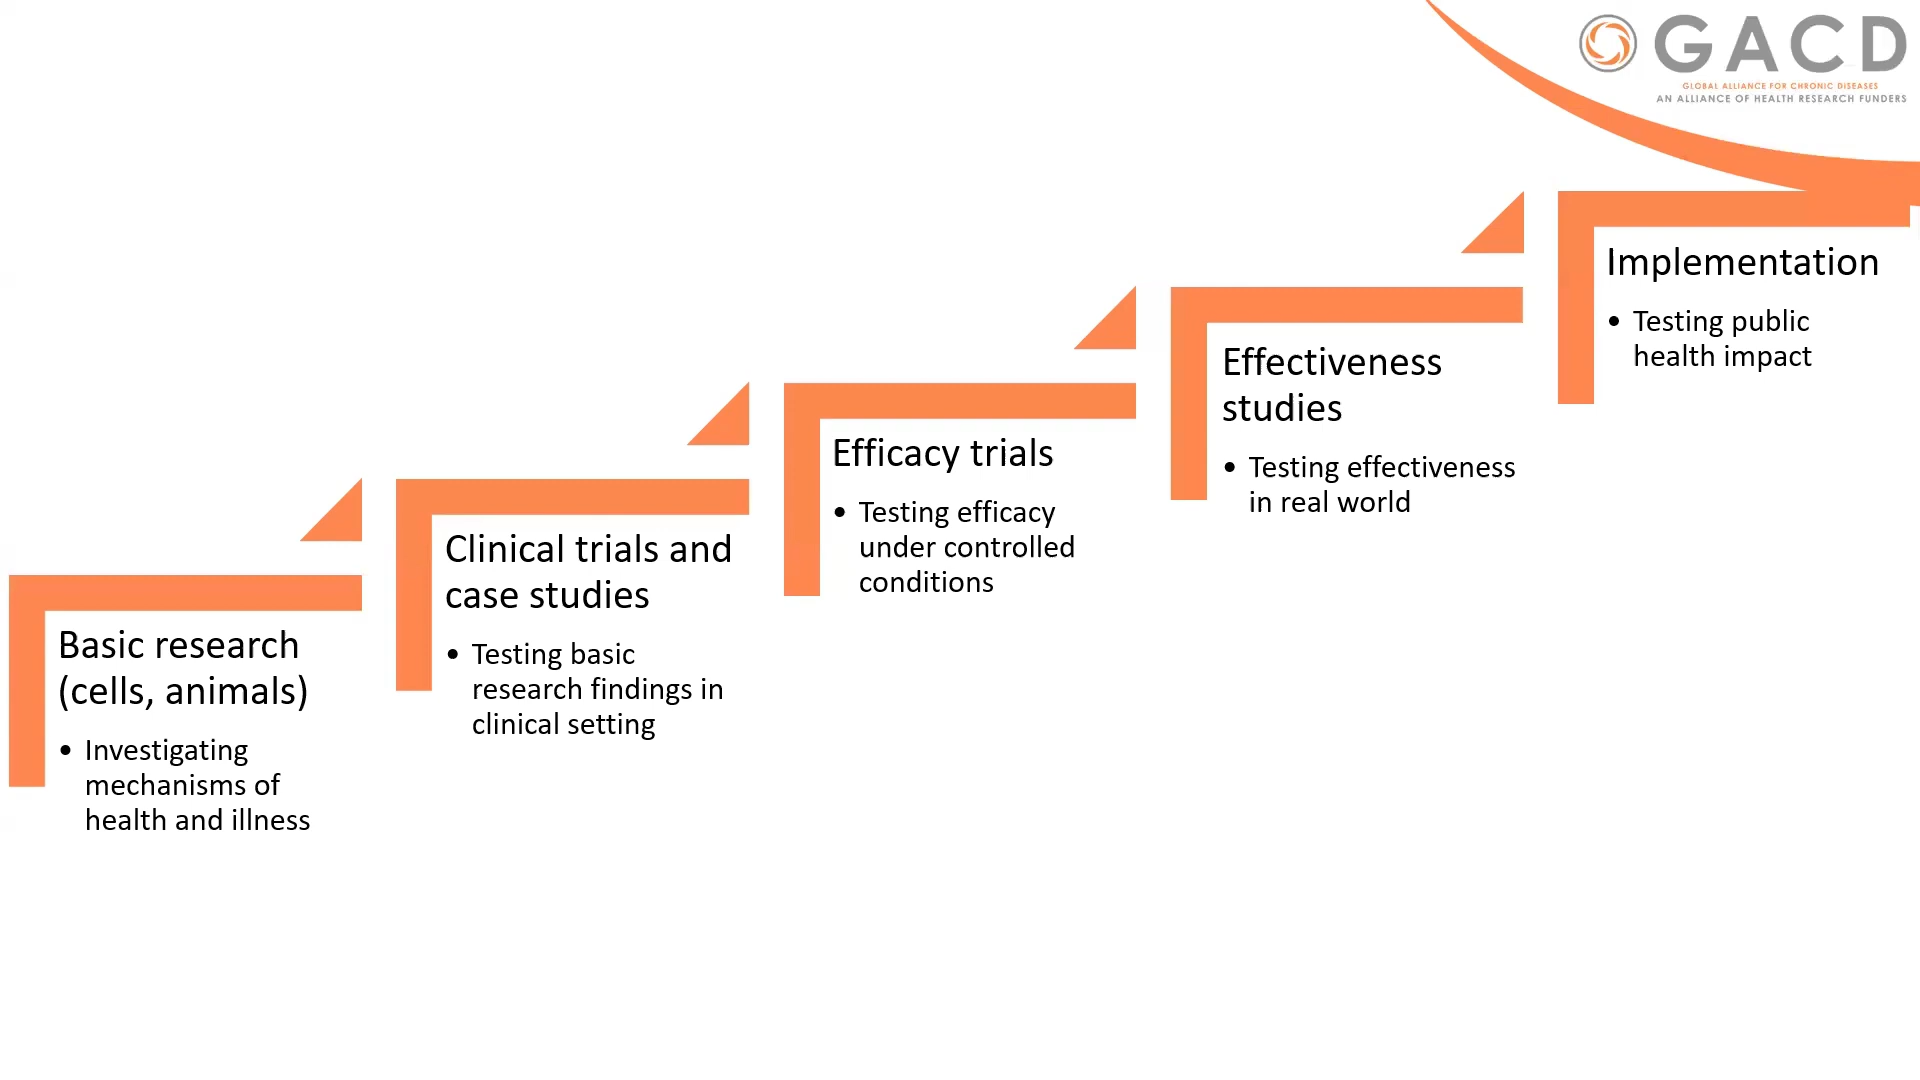 GACD
GLOBAL ALLIANCE FOR CHRONIC DISEASES
AN ALLIANCE OF HEALTH RESEARCH FUNDERS
Basic research
(cells, animals)
• Investigating
mechanisms of
health and illness
Clinical trials and
case studies
• Testing basic
research findings in
clinical setting
Efficacy trials
• Testing efficacy
under controlled
conditions
Effectiveness
studies
• Testing effectiveness
in real world
Implementation
• Testing public
health impact